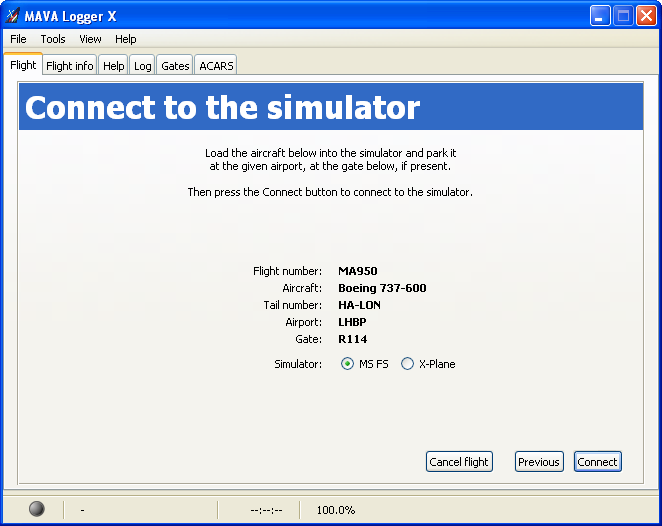 MAVA Logger X
File Tools View Help
Flight Flight info Help Log Gates ACARS
Connect to the simulator
Load the aircraft below into the simulator and park it
at the given airport, at the gate below, if present.
Then press the Connect button to connect to the simulator.
Flight number: MA950
Aircraft: Boeing 737-600
Tail number: HA-LON
Airport: LHBP
Gate: R114
Simulator: MS FS X-Plane
Cancel flight Previous Connect
- --:--:-- 100.0%